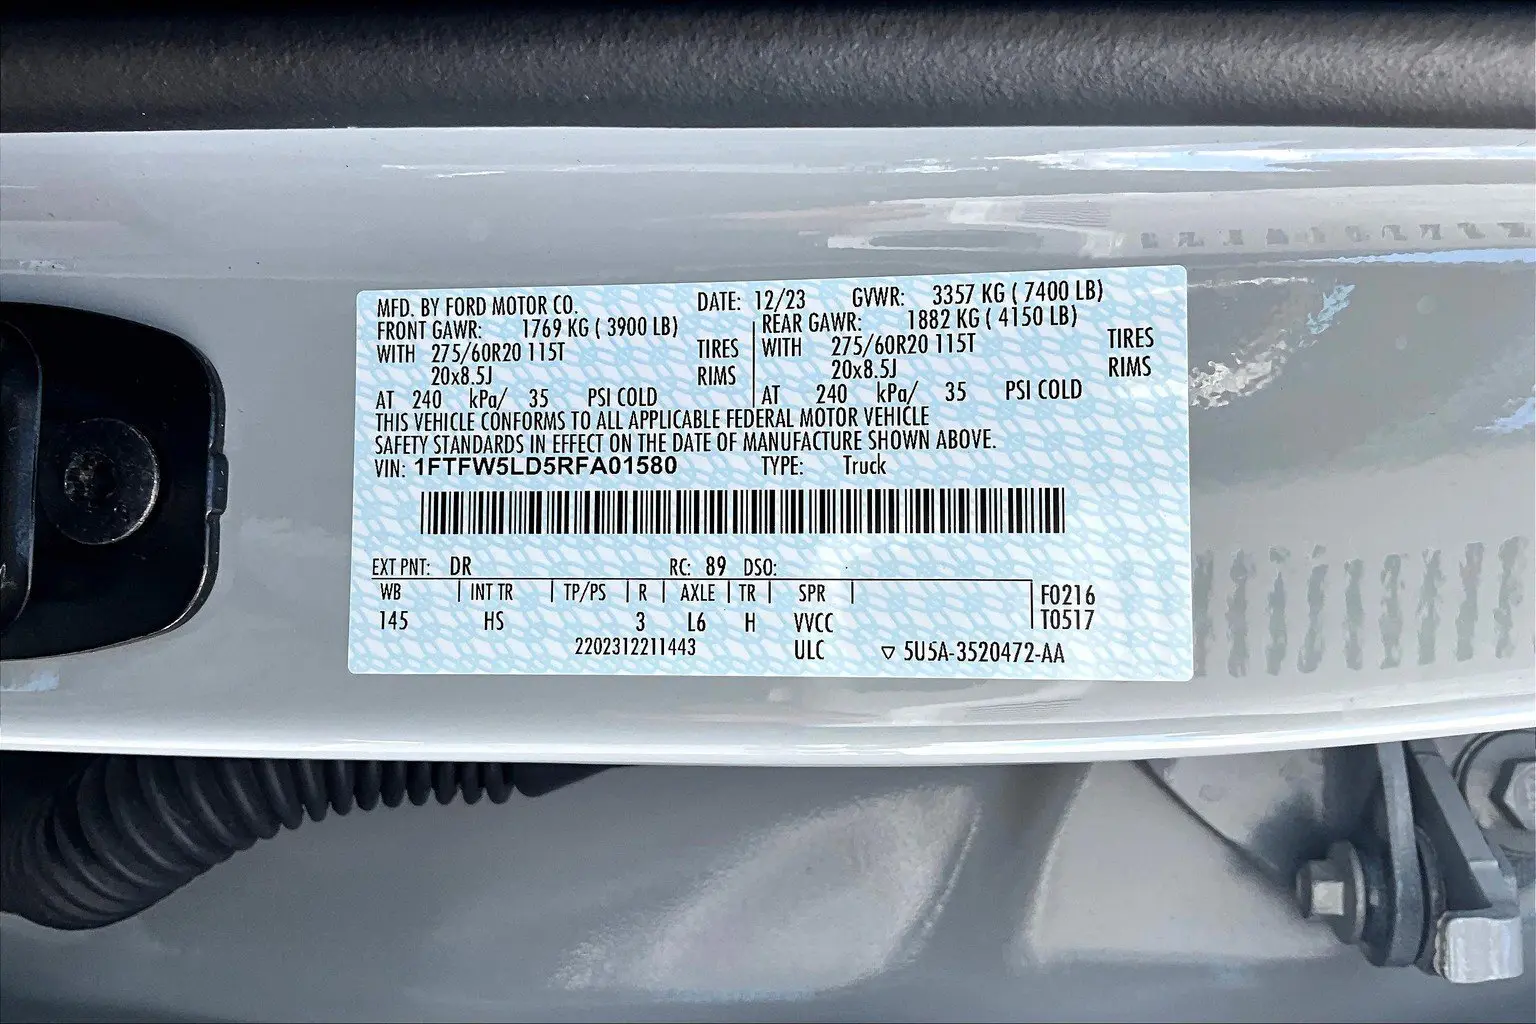 MFD. BY FORD MOTOR CO. DATE: 12/23 GVWR: 3357 KG ( 7400 LB)
FRONT GAWR: 1769 KG ( 3900 LB) REAR GAWR: 1882 KG ( 4150 LB)
WITH 275/60R20 115T TIRES WITH 275/60R20 115T TIRES
20x8.5J RIMS 20x8.5J RIMS
AT 240 kPa/ 35 PSI COLD AT 240 kPa/ 35 PSI COLD
THIS VEHICLE CONFORMS TO ALL APPLICABLE FEDERAL MOTOR VEHICLE
SAFETY STANDARDS IN EFFECT ON THE DATE OF MANUFACTURE SHOWN ABOVE.
VIN: 1FTFW5LD5RFA01580 TYPE: Truck
EXT PNT: DR RC: 89 DSO:
WB INT TR TP/PS R AXLE TR SPR F0216
145 HS 3 L6 H VVCC T0517
2202312211443 ULC ▽ 5U5A-3520472-AA